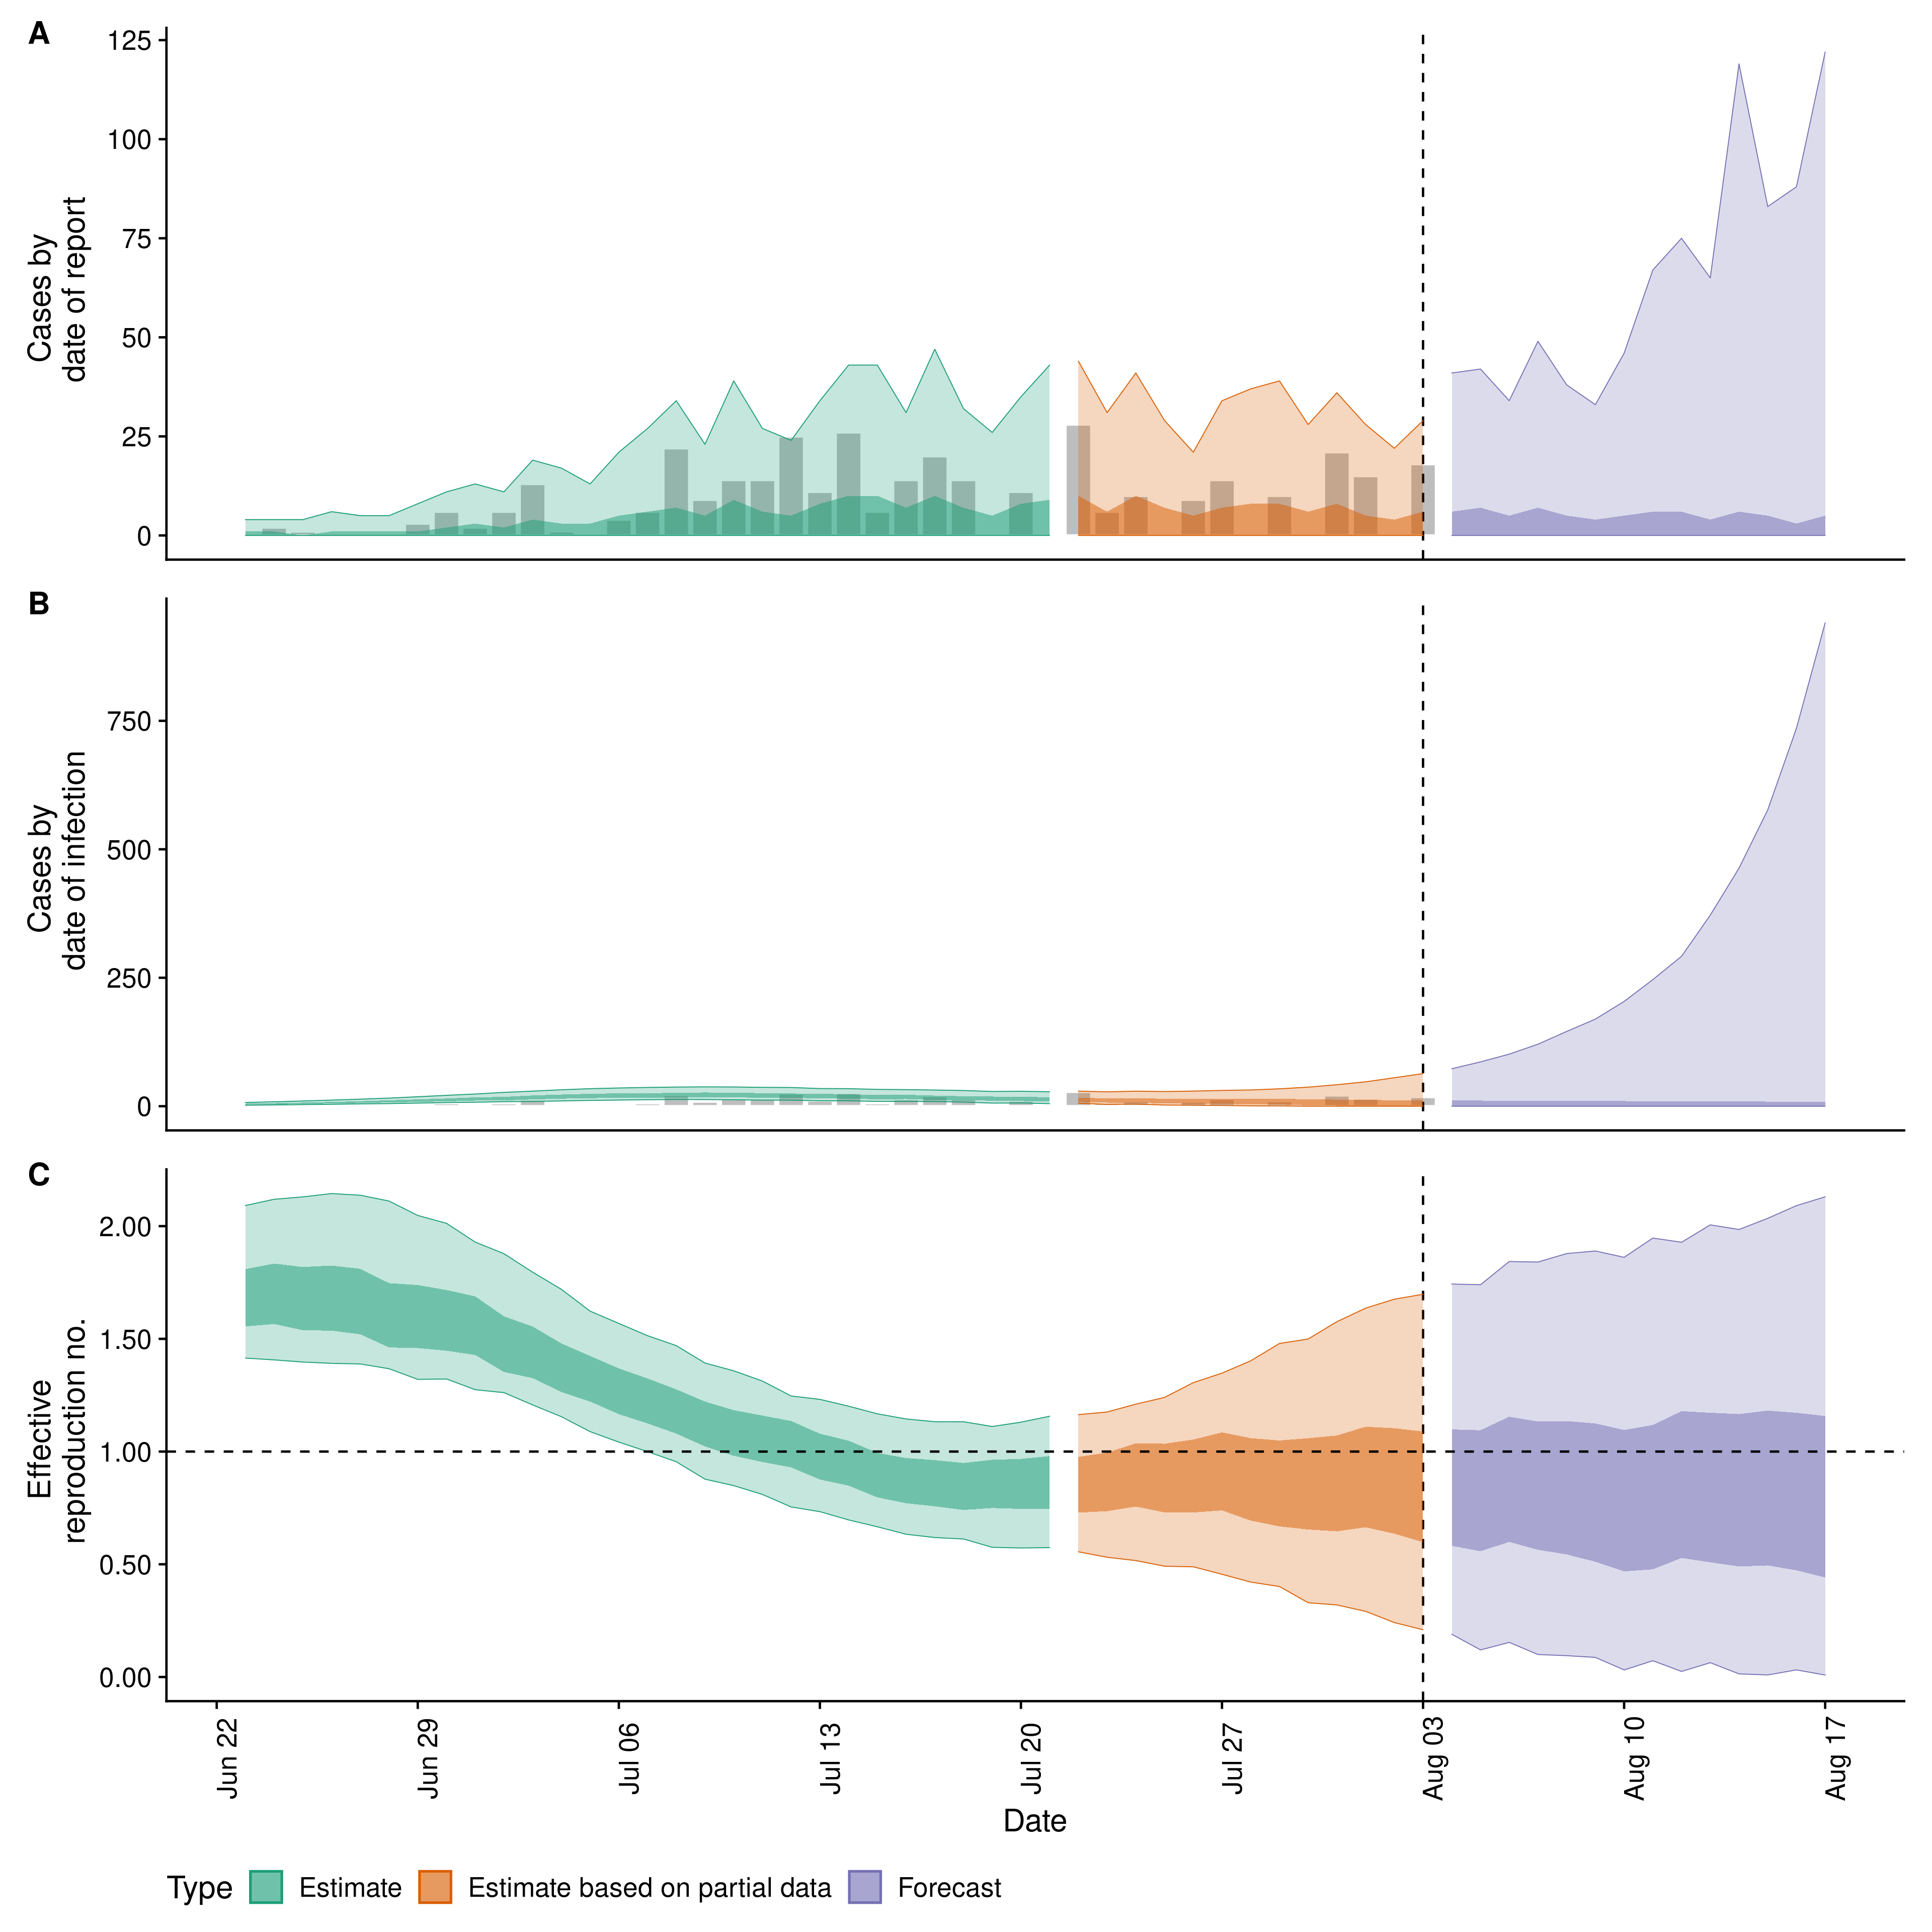 A
125
100
75
50
25
0
Cases by
date of report
B
750
500
250
0
Cases by
date of infection
C
2.00
1.50
1.00
0.50
0.00
Effective
reproduction no.
Jun 22
Jun 29
Jul 06
Jul 13
Jul 20
Jul 27
Aug 03
Aug 10
Aug 17
Date
Type Estimate Estimate based on partial data Forecast